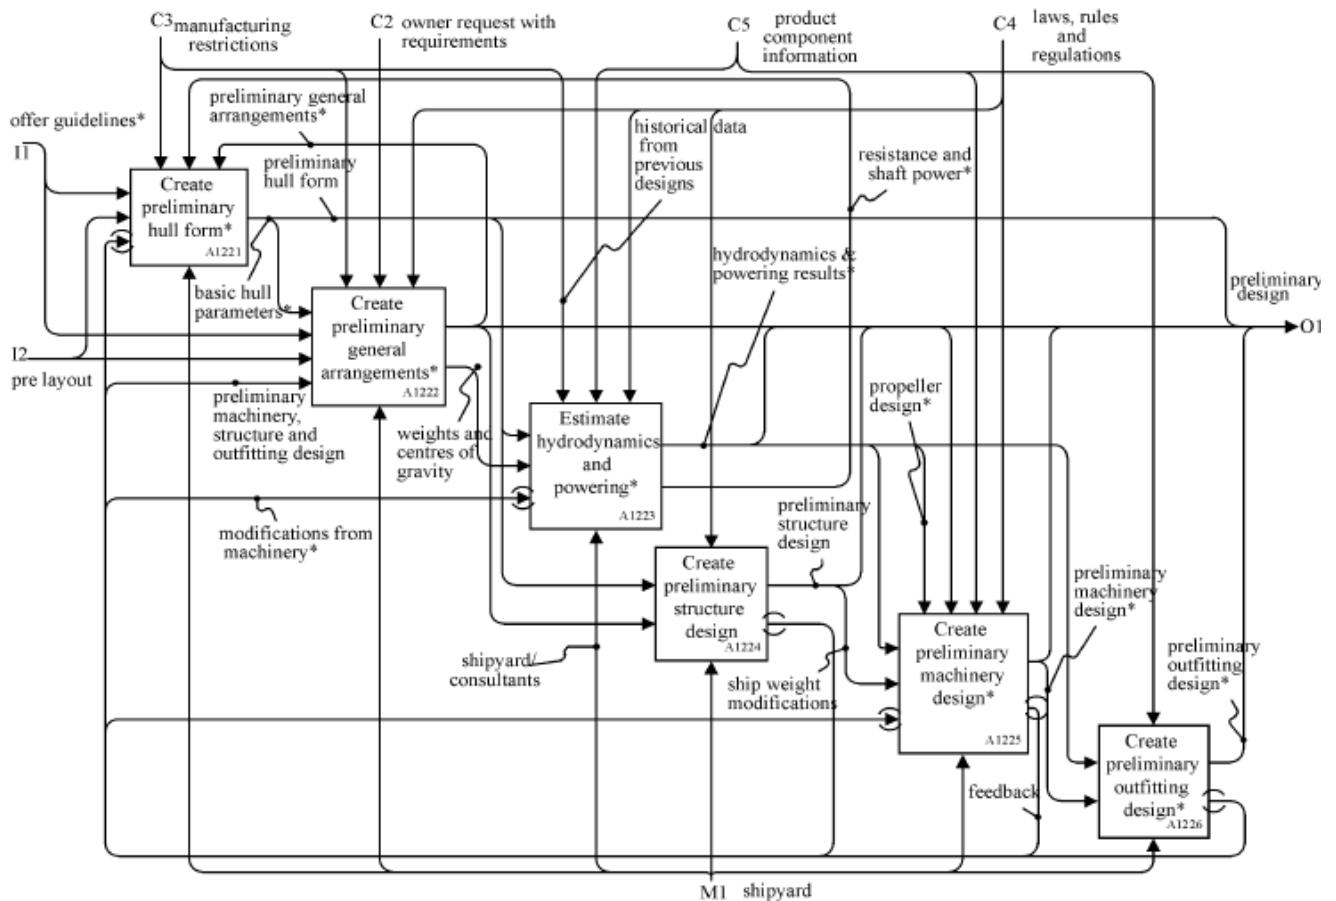 C3 manufacturing
restrictions
C2 owner request with
requirements
C5 product
component
information
C4 laws, rules
and
regulations
offer guidelines*
I1
preliminary general
arrangements*
preliminary
hull form
historical data
from
previous
designs
resistance and
shaft power*
Create
preliminary
hull form*
A1221
basic hull
parameters*
hydrodynamics &
powering results*
preliminary
design
O1
I2
pre layout
Create
preliminary
general
arrangements*
A1222
preliminary
machinery,
structure and
outfitting design
weights and
centres of
gravity
propeller
design*
Estimate
hydrodynamics
and
powering*
A1223
modifications from
machinery*
preliminary
structure
design
Create
preliminary
structure
design
A1224
preliminary
machinery
design*
shipyard/
consultants
ship weight
modifications
Create
preliminary
machinery
design*
A1225
preliminary
outfitting
design*
feedback
Create
preliminary
outfitting
design*
A1226
M1 shipyard